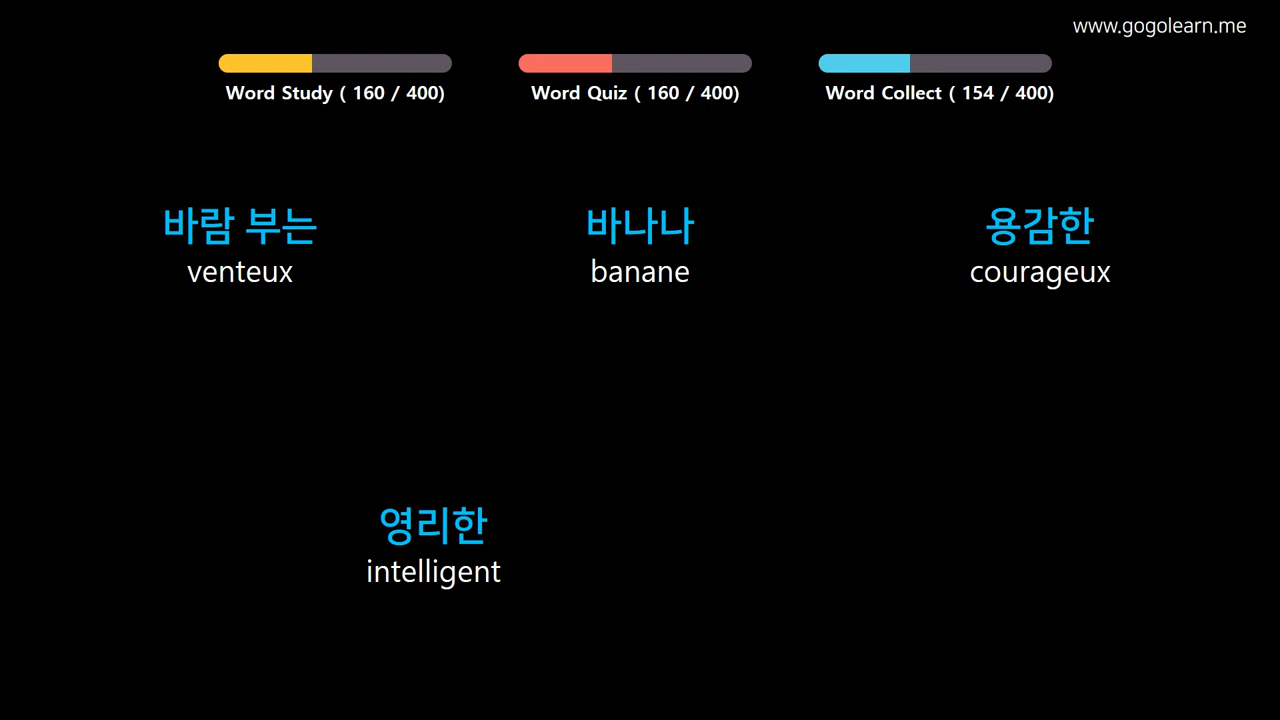 www.gogolearn.me
Word Study ( 160 / 400)
Word Quiz ( 160 / 400)
Word Collect ( 154 / 400)
바람 부는
venteux
바나나
banane
용감한
courageux
영리한
intelligent